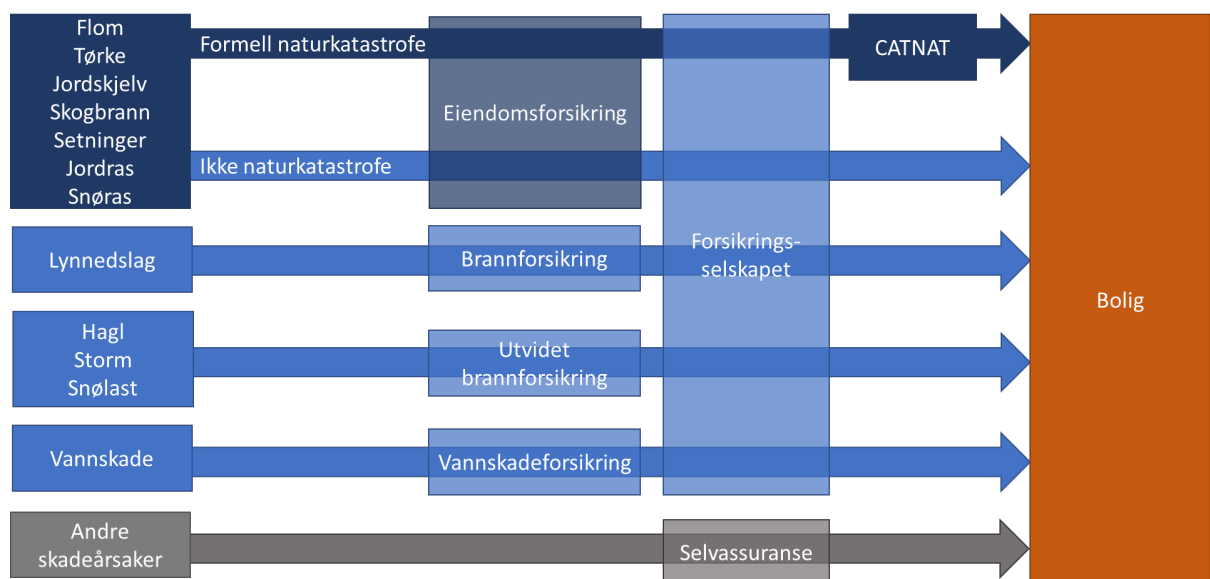 Flom
Tørke
Jordskjelv
Skogbrann
Setninger
Jordras
Snøras
Formell naturkatastrofe
Ikke naturkatastrofe
Eiendomsforsikring
CATNAT
Lynnedslag
Brannforsikring
Forsikrings-
selskapet
Bolig
Hagl
Storm
Snølast
Utvidet
brannforsikring
Vannskade
Vannskadeforsikring
Andre
skadeårsaker
Selvassuranse